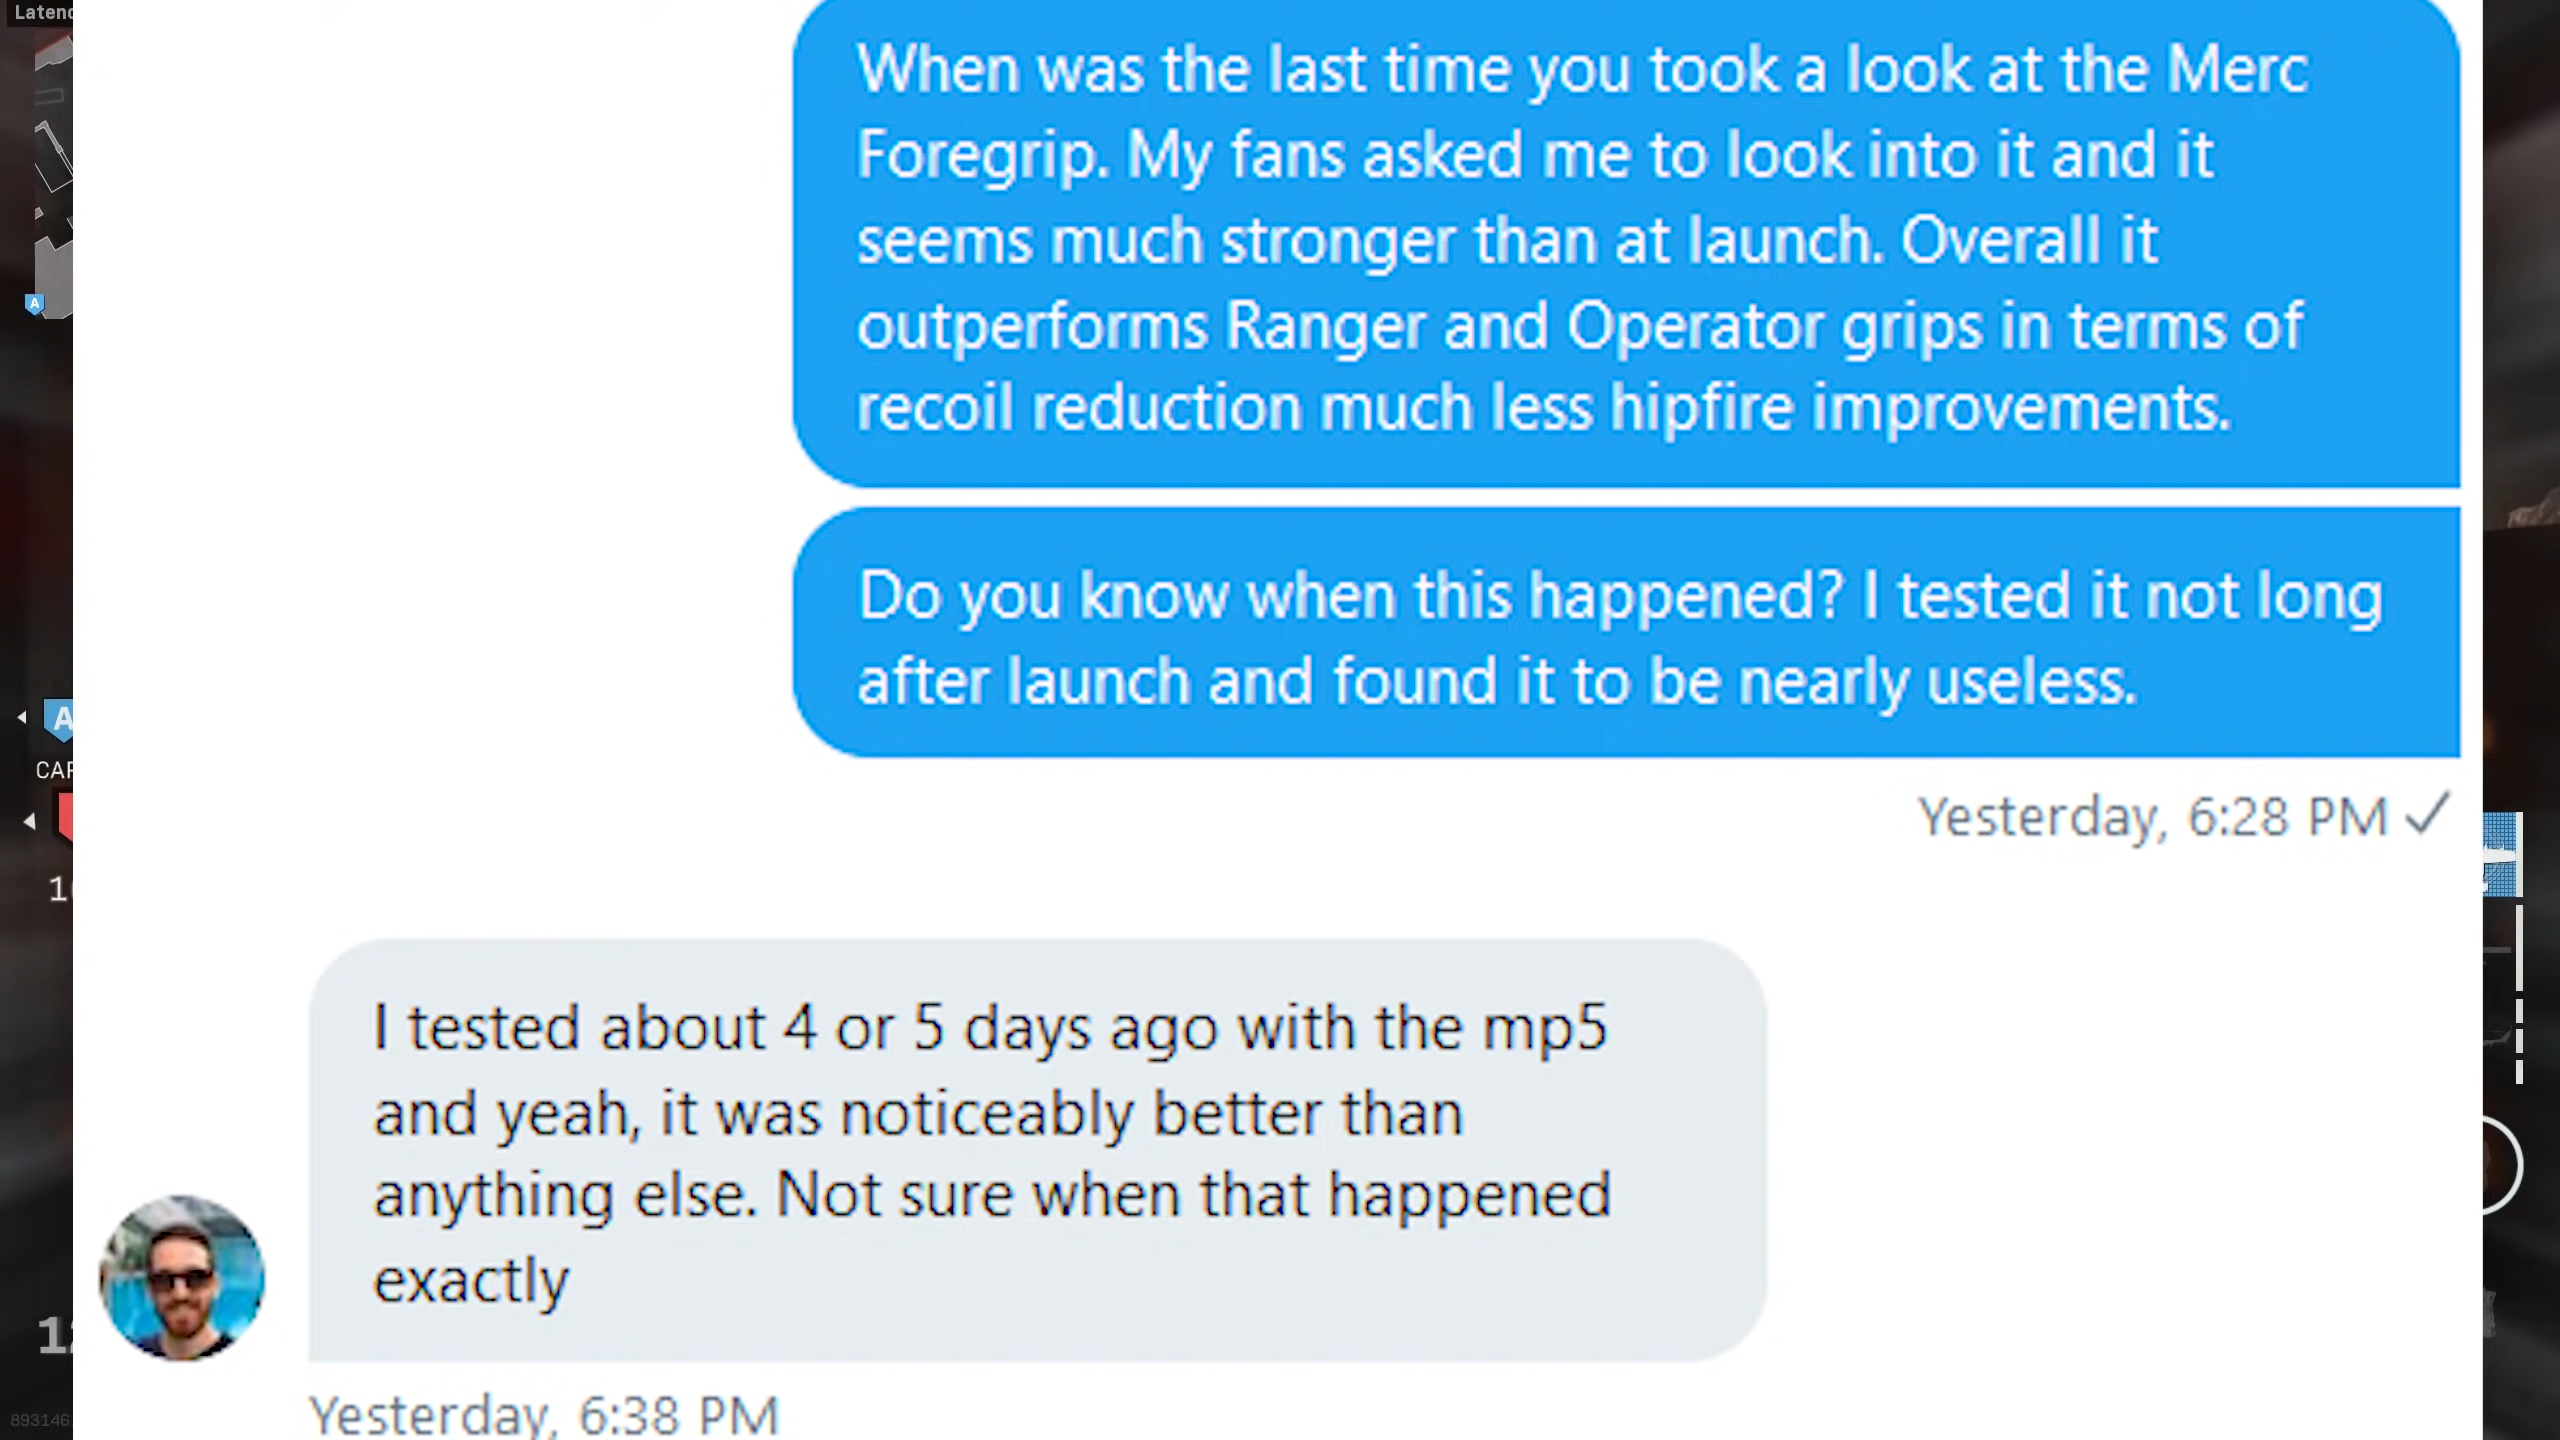 Latenc
When was the last time you took a look at the Merc
Foregrip. My fans asked me to look into it and it
seems much stronger than at launch. Overall it
outperforms Ranger and Operator grips in terms of
recoil reduction much less hipfire improvements.
A
Do you know when this happened? I tested it not long
after launch and found it to be nearly useless.
A
CAP
Yesterday, 6:28 PM
I tested about 4 or 5 days ago with the mp5
and yeah, it was noticeably better than
anything else. Not sure when that happened
exactly
Yesterday, 6:38 PM
893146